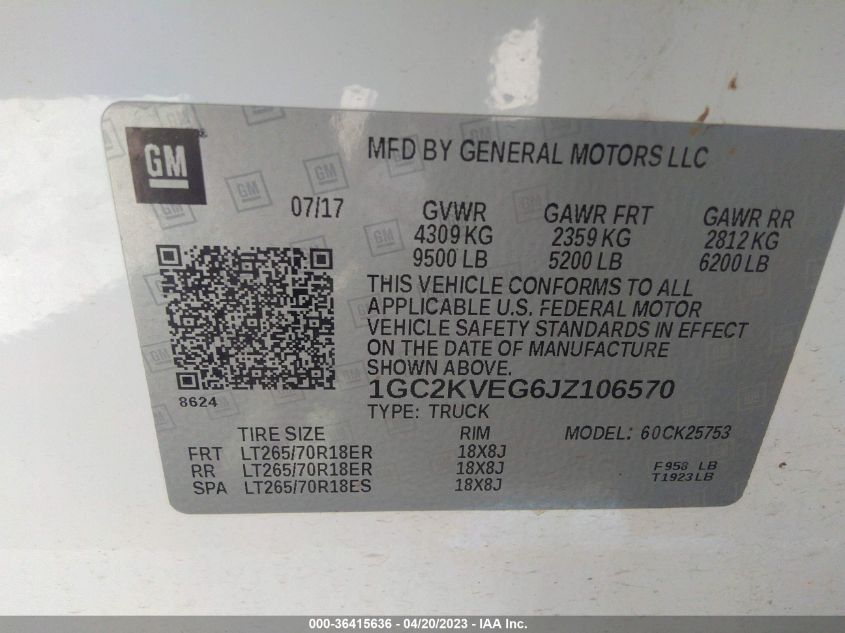 GM
MFD BY GENERAL MOTORS LLC
07/17
GVWR GAWR FRT GAWR RR
4309 KG 2359 KG 2812 KG
9500 LB 5200 LB 6200 LB
THIS VEHICLE CONFORMS TO ALL
APPLICABLE U.S. FEDERAL MOTOR
VEHICLE SAFETY STANDARDS IN EFFECT
ON THE DATE OF MANUFACTURE
SHOWN ABOVE.
8624
1GC2KVEG6JZ106570
TYPE: TRUCK
TIRE SIZE RIM MODEL: 60CK25753
FRT LT265/70R18ER 18X8J
RR LT265/70R18ER 18X8J
SPA LT265/70R18ES 18X8J
F958 LB
T1923LB
000-36415636 - 04/20/2023 - IAA Inc.